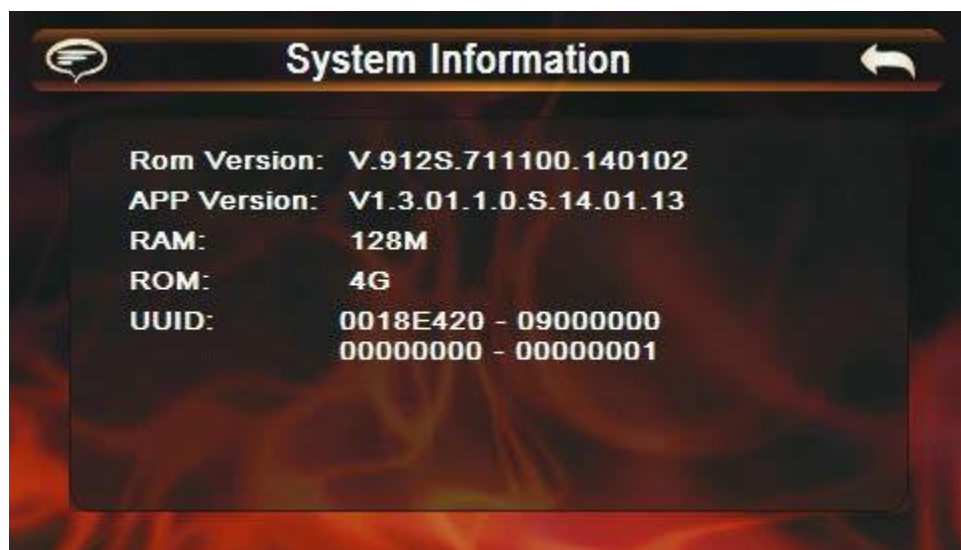 System Information
Rom Version: V.912S.711100.140102
APP Version: V1.3.01.1.0.S.14.01.13
RAM: 128M
ROM: 4G
UUID: 0018E420 - 09000000
00000000 - 00000001